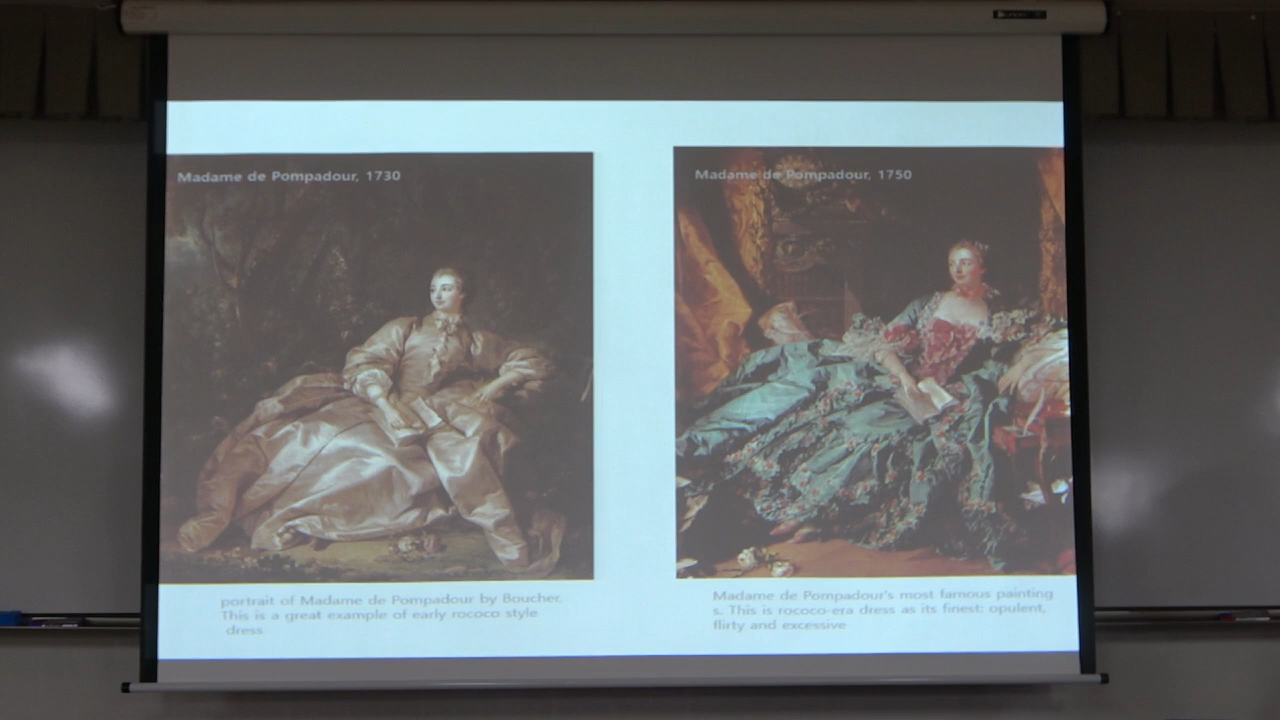 Madame de Pompadour, 1730
portrait of Madame de Pompadour by Boucher.
This is a great example of early rococo style
dress
Madame de Pompadour, 1750
Madame de Pompadour's most famous painting
s. This is rococo-era dress as its finest: opulent,
flirty and excessive